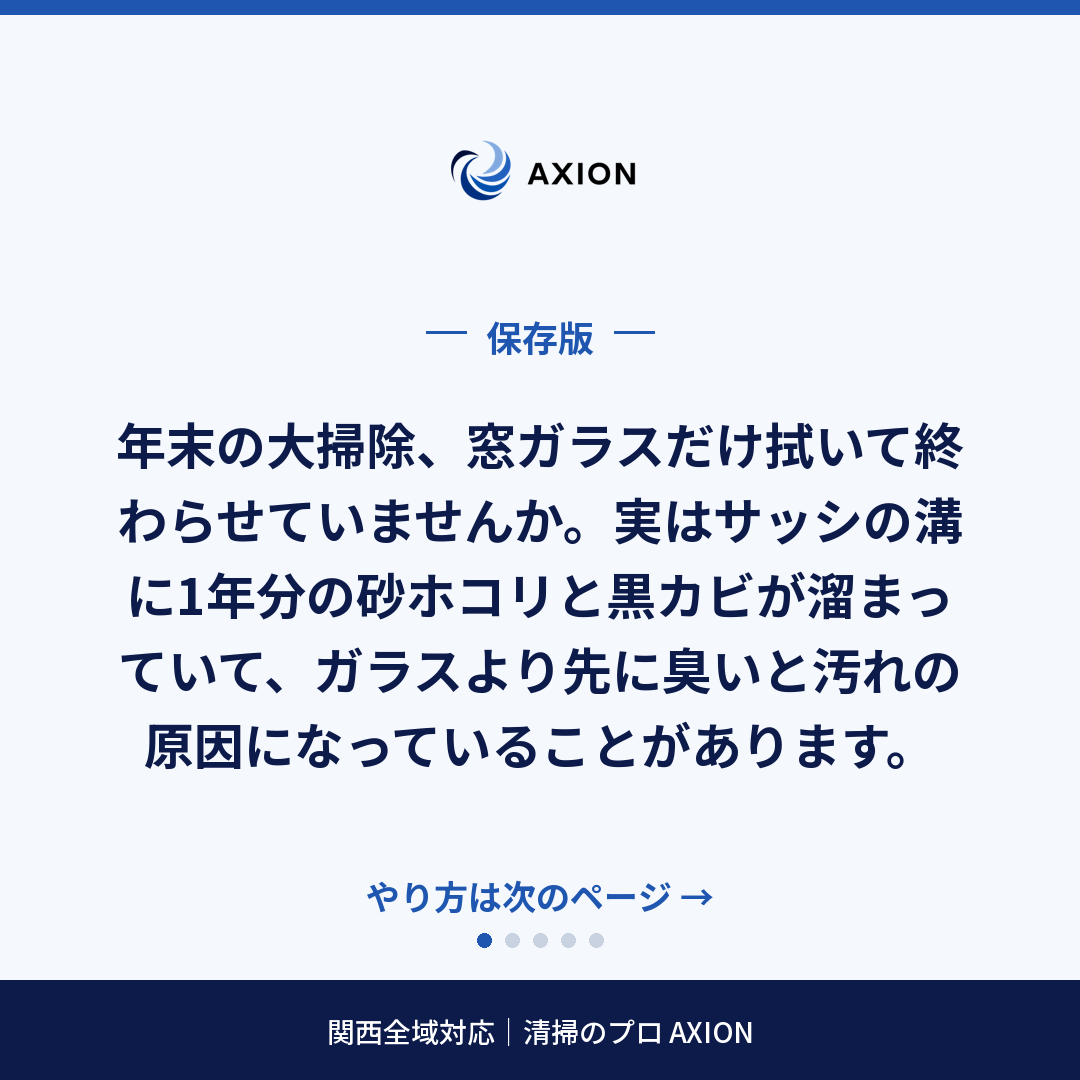 AXION
保存版
年末の大掃除、窓ガラスだけ拭いて終
わらせていませんか。実はサッシの溝
に1年分の砂ホコリと黒カビが溜まっ
ていて、ガラスより先に臭いと汚れの
原因になっていることがあります。
やり方は次のページ →
関西全域対応｜清掃のプロ AXION